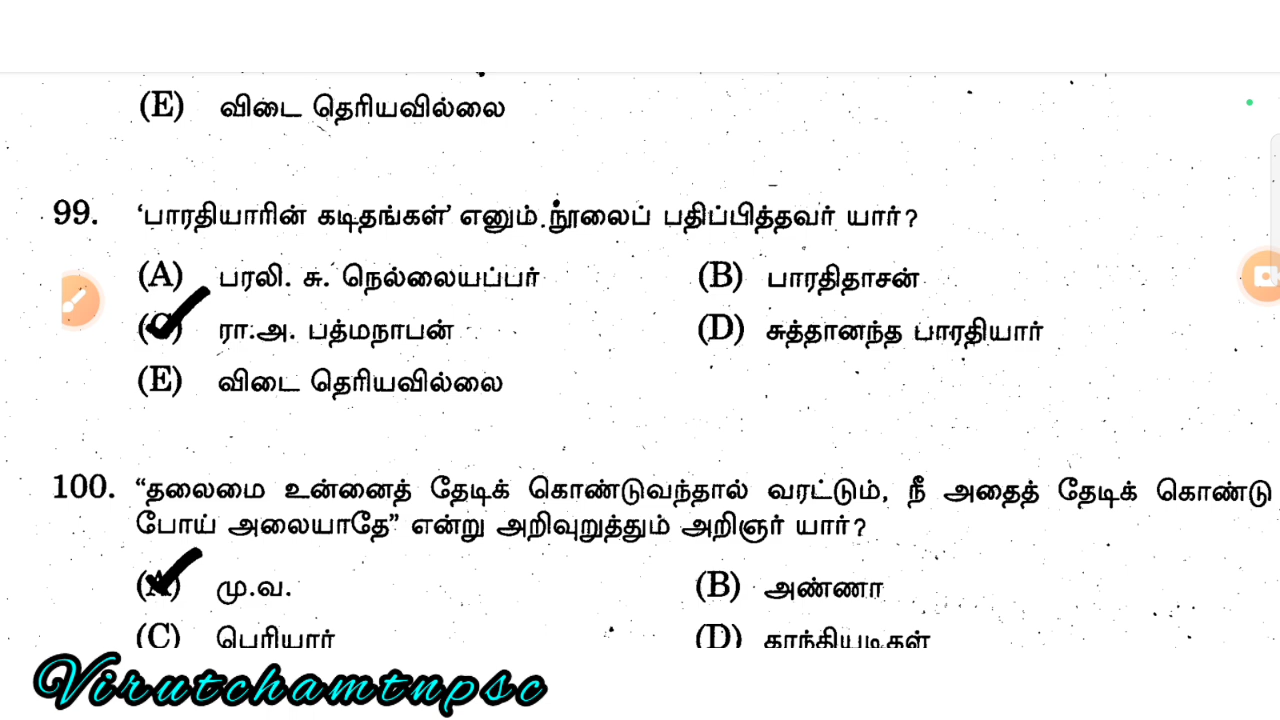 (E) விடை தெரியவில்லை
99. ‘பாரதியாரின் கடிதங்கள்’ எனும் நூலைப் பதிப்பித்தவர் யார்?
(A) பரலி. சு. நெல்லையப்பர் (B) பாரதிதாசன்
(C) ரா.அ. பத்மநாபன் (D) சுத்தானந்த பாரதியார்
(E) விடை தெரியவில்லை
100. “தலைமை உன்னைத் தேடிக் கொண்டுவந்தால் வரட்டும், நீ அதைத் தேடிக் கொண்டு
போய் அலையாதே” என்று அறிவுறுத்தும் அறிஞர் யார்?
(A) மு.வ. (B) அண்ணா
(C) பெரியார் (D) காந்தியடிகள்
Virutchamtnpsc